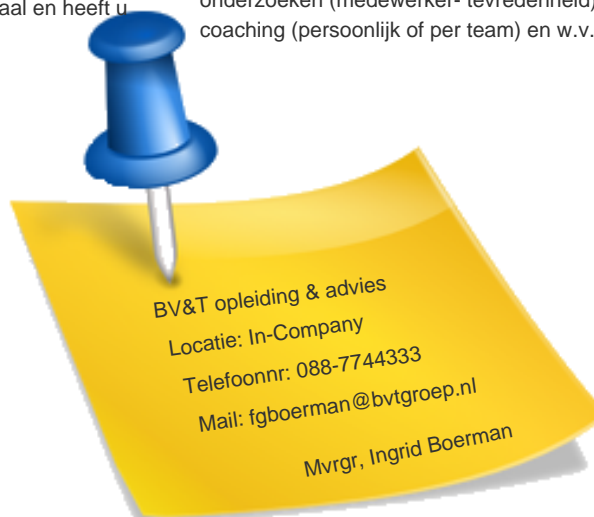 aal en heeft u
onderzoeken (medewerker- tevredenheid)
coaching (persoonlijk of per team) en w.v.
BV&T opleiding & advies
Locatie: In-Company
Telefoonnr: 088-7744333
Mail: fgboerman@bvtgroep.nl
Mvrgr, Ingrid Boerman